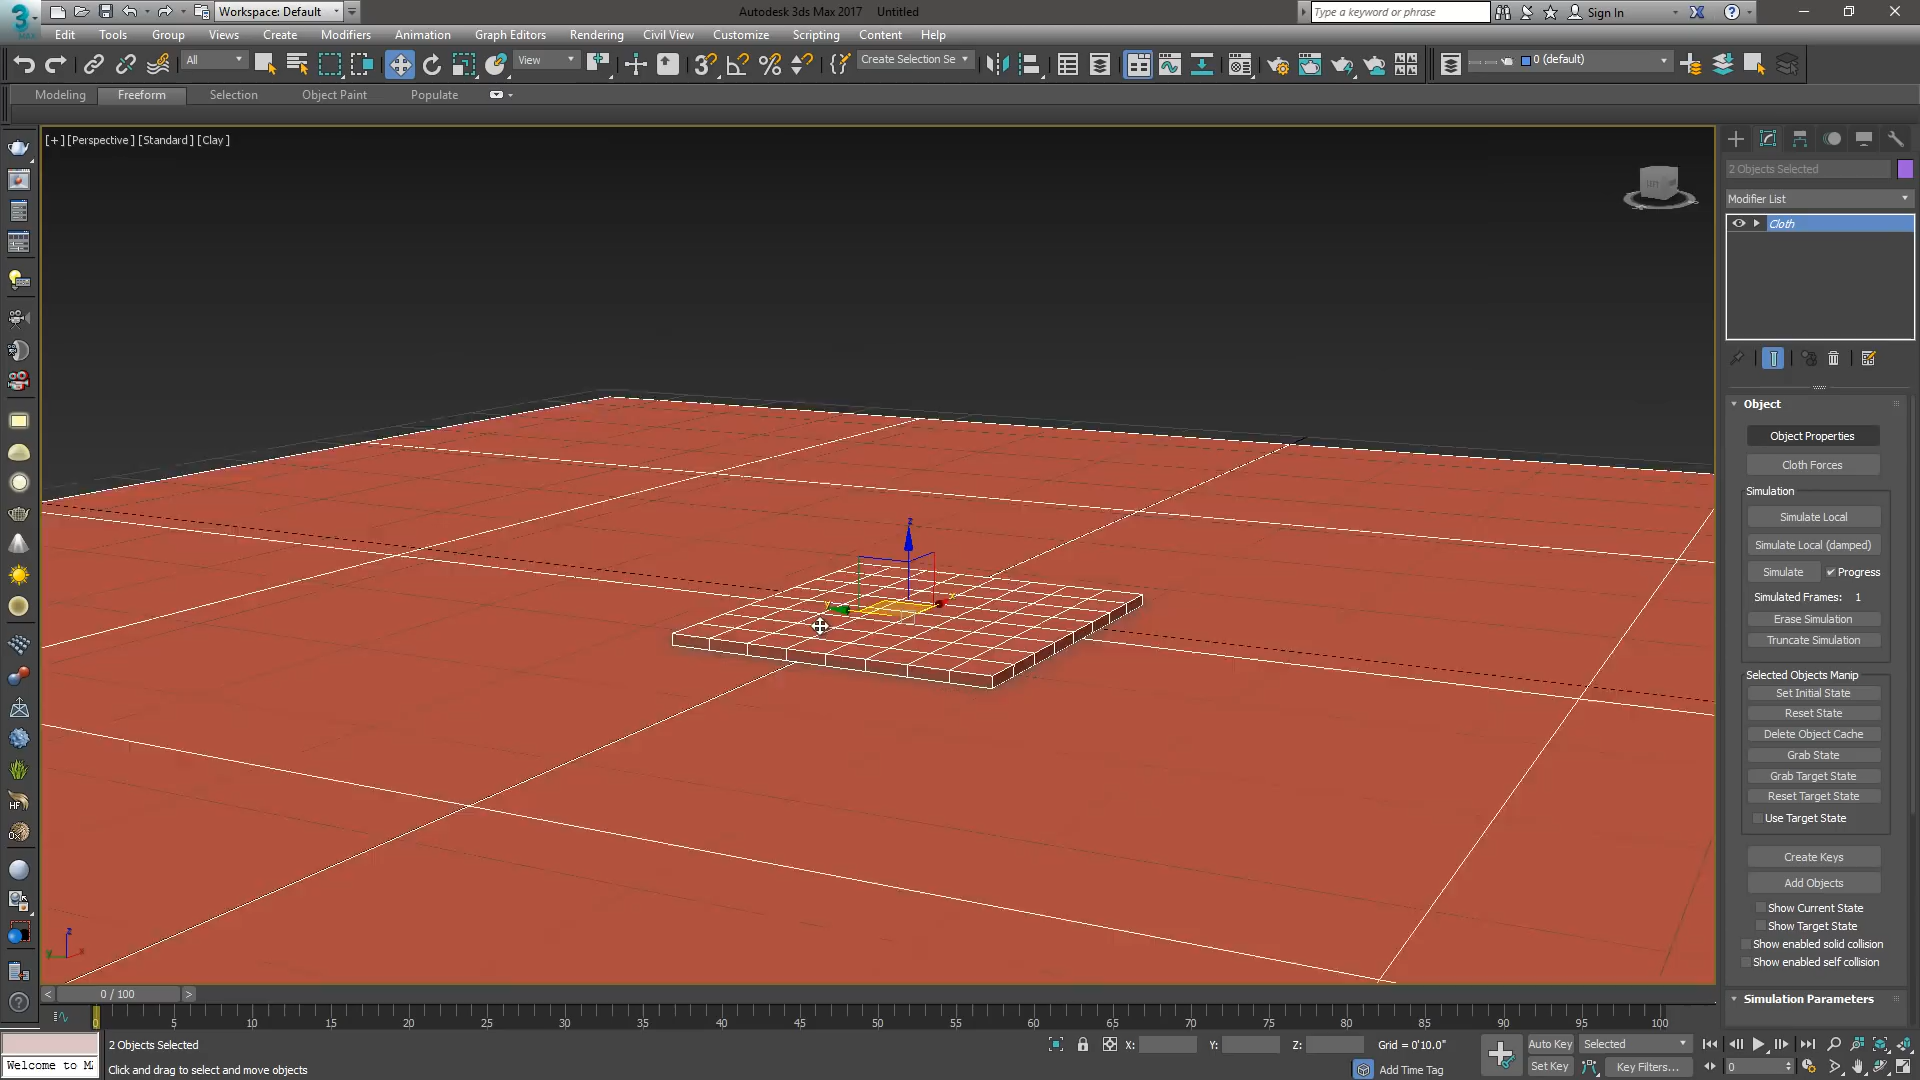 3
MAX
Workspace: Default
Autodesk 3ds Max 2017 Untitled
Type a keyword or phrase
Sign In
Edit Tools Group Views Create Modifiers Animation Graph Editors Rendering Civil View Customize Scripting Content Help
All
View
Create Selection Se
0 (default)
Modeling Freeform Selection Object Paint Populate
[+] [Perspective] [Standard] [Clay]
2 Objects Selected
Modifier List
Cloth
Object
Object Properties
Cloth Forces
Simulation
Simulate Local
Simulate Local (damped)
Simulate Progress
Simulated Frames: 1
Erase Simulation
Truncate Simulation
Selected Objects Manip
Set Initial State
Reset State
Delete Object Cache
Grab State
Grab Target State
Reset Target State
Use Target State
Create Keys
Add Objects
Show Current State
Show Target State
Show enabled solid collision
Show enabled self collision
Simulation Parameters
z
z
HF
Ox
< 0 / 100 >
0 5 10 15 20 25 30 35 40 45 50 55 60 65 70 75 80 85 90 95 100
2 Objects Selected
X: Y: Z: Grid = 0'10.0"
Auto Key Selected
Welcome to M
Click and drag to select and move objects
Add Time Tag
Set Key Key Filters...
0